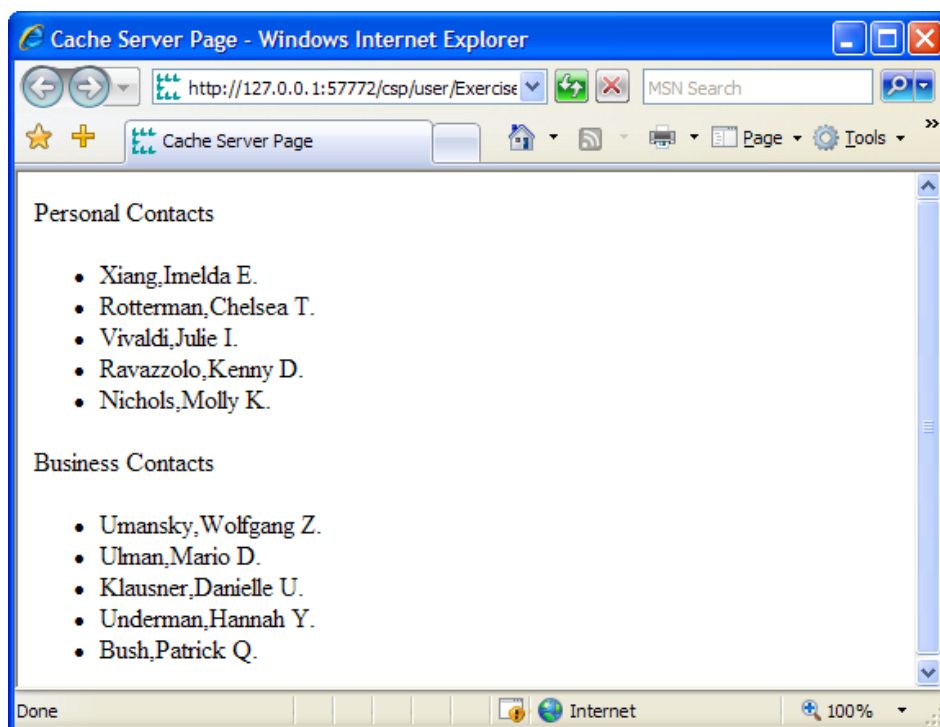 Cache Server Page - Windows Internet Explorer
http://127.0.0.1:57772/csp/user/Exercise
MSN Search
Cache Server Page
Page
Tools
»
Personal Contacts
• Xiang,Imelda E.
• Rotterman,Chelsea T.
• Vivaldi,Julie I.
• Ravazzolo,Kenny D.
• Nichols,Molly K.
Business Contacts
• Umansky,Wolfgang Z.
• Ulman,Mario D.
• Klausner,Danielle U.
• Underman,Hannah Y.
• Bush,Patrick Q.
Done
Internet
100%